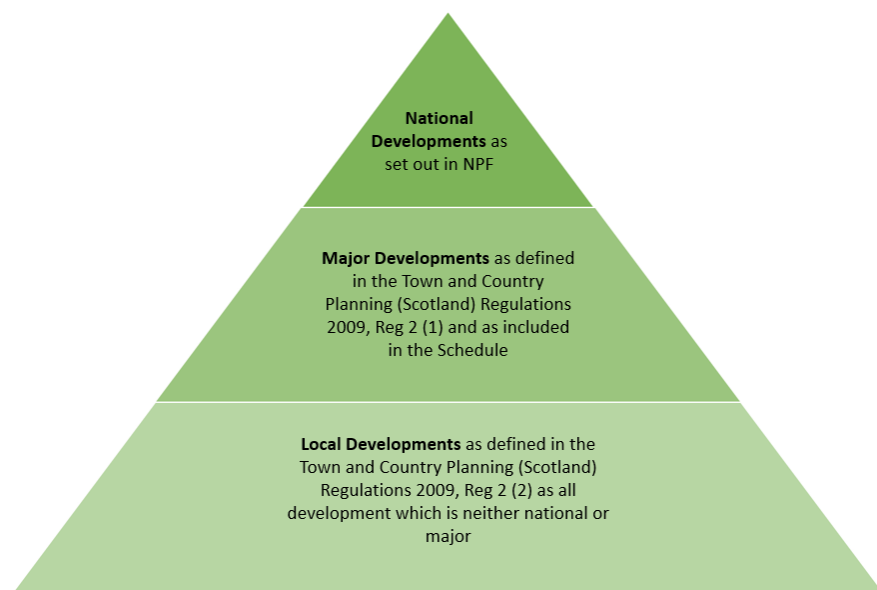 National
Developments as
set out in NPF
Major Developments as defined
in the Town and Country
Planning (Scotland) Regulations
2009, Reg 2 (1) and as included
in the Schedule
Local Developments as defined in the
Town and Country Planning (Scotland)
Regulations 2009, Reg 2 (2) as all
development which is neither national or
major